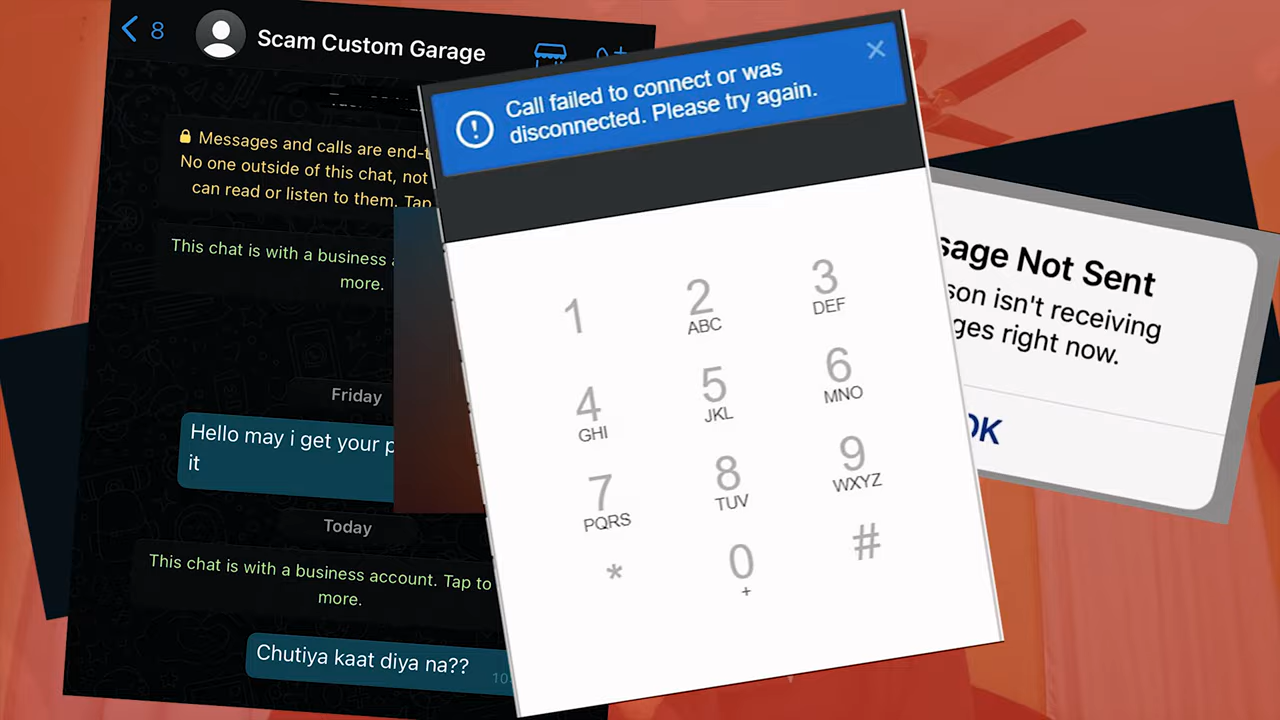 8
Scam Custom Garage
Messages and calls are end-t
No one outside of this chat, not
can read or listen to them. Tap
This chat is with a business a
more.
Friday
Hello may i get your p
it
Today
This chat is with a business account. Tap to
more.
Chutiya kaat diya na??
10
Call failed to connect or was
disconnected. Please try again.
1
2
ABC
3
DEF
4
GHI
5
JKL
6
MNO
7
PQRS
8
TUV
9
WXYZ
*
0
+
#
sage Not Sent
son isn't receiving
ges right now.
OK